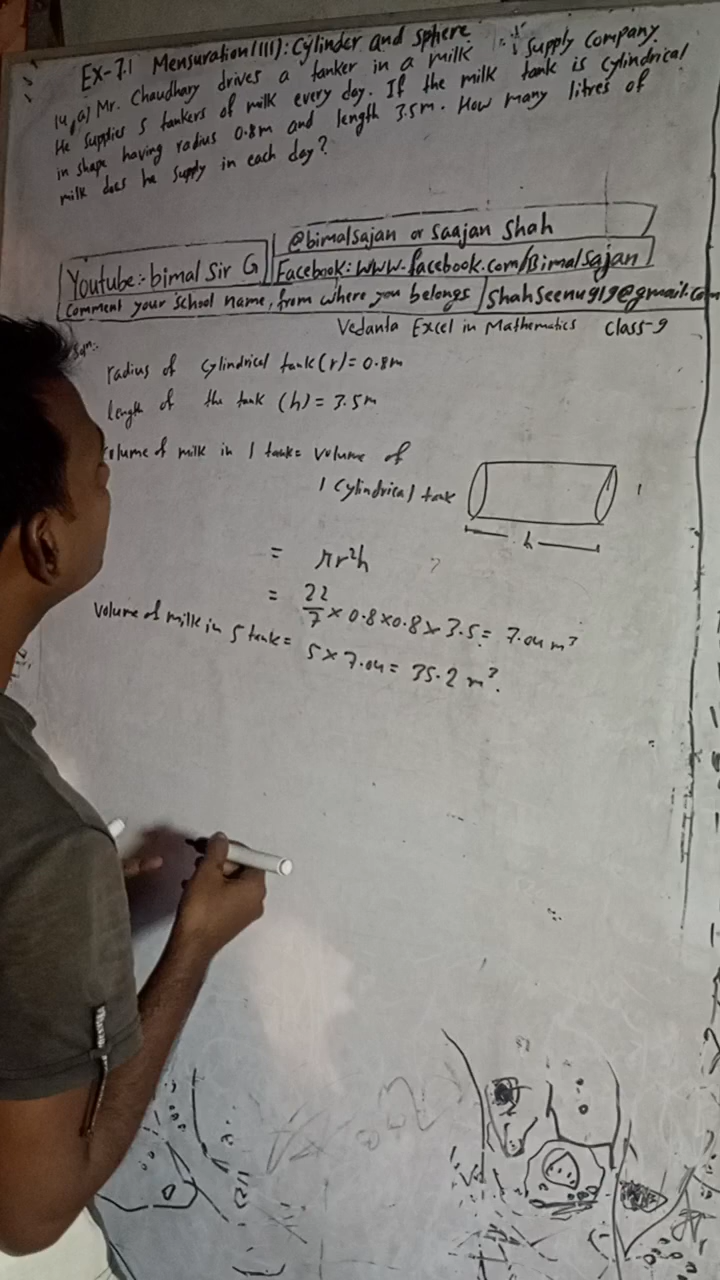 Ex-7.1 Mensuration(III): Cylinder and sphere
14. a) Mr. Chaudhary drives a tanker in a milk supply company.
He supplies 5 tankers of milk every day. If the milk tank is cylindrical
in shape having radius 0.8m and length 3.5m. How many litres of
milk does he supply in each day?
@bimalsajan or saajan shah
Youtube:- bimal Sir G
Facebook: www.facebook.com/Bimalsajan
Comment your school name, from where you belongs / shahseenu919@gmail.com
Vedanta Excel in Mathematics class-9
Soln:-
radius of cylindrical tank (r) = 0.8m
length of the tank (h) = 3.5m
volume of milk in 1 tank = volume of
1 cylindrical tank
h
= πr²h
= 22/7 × 0.8 × 0.8 × 3.5 = 7.04 m³
Volume of milk in 5 tank = 5 × 7.04 = 35.2 m³.